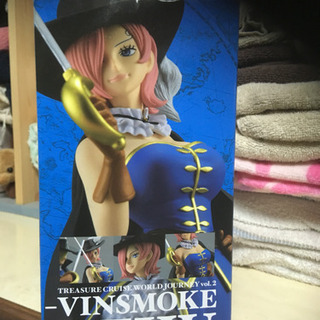 TREASURE CRUISE WORLD JOURNEY vol. 2
-VINSMOKE